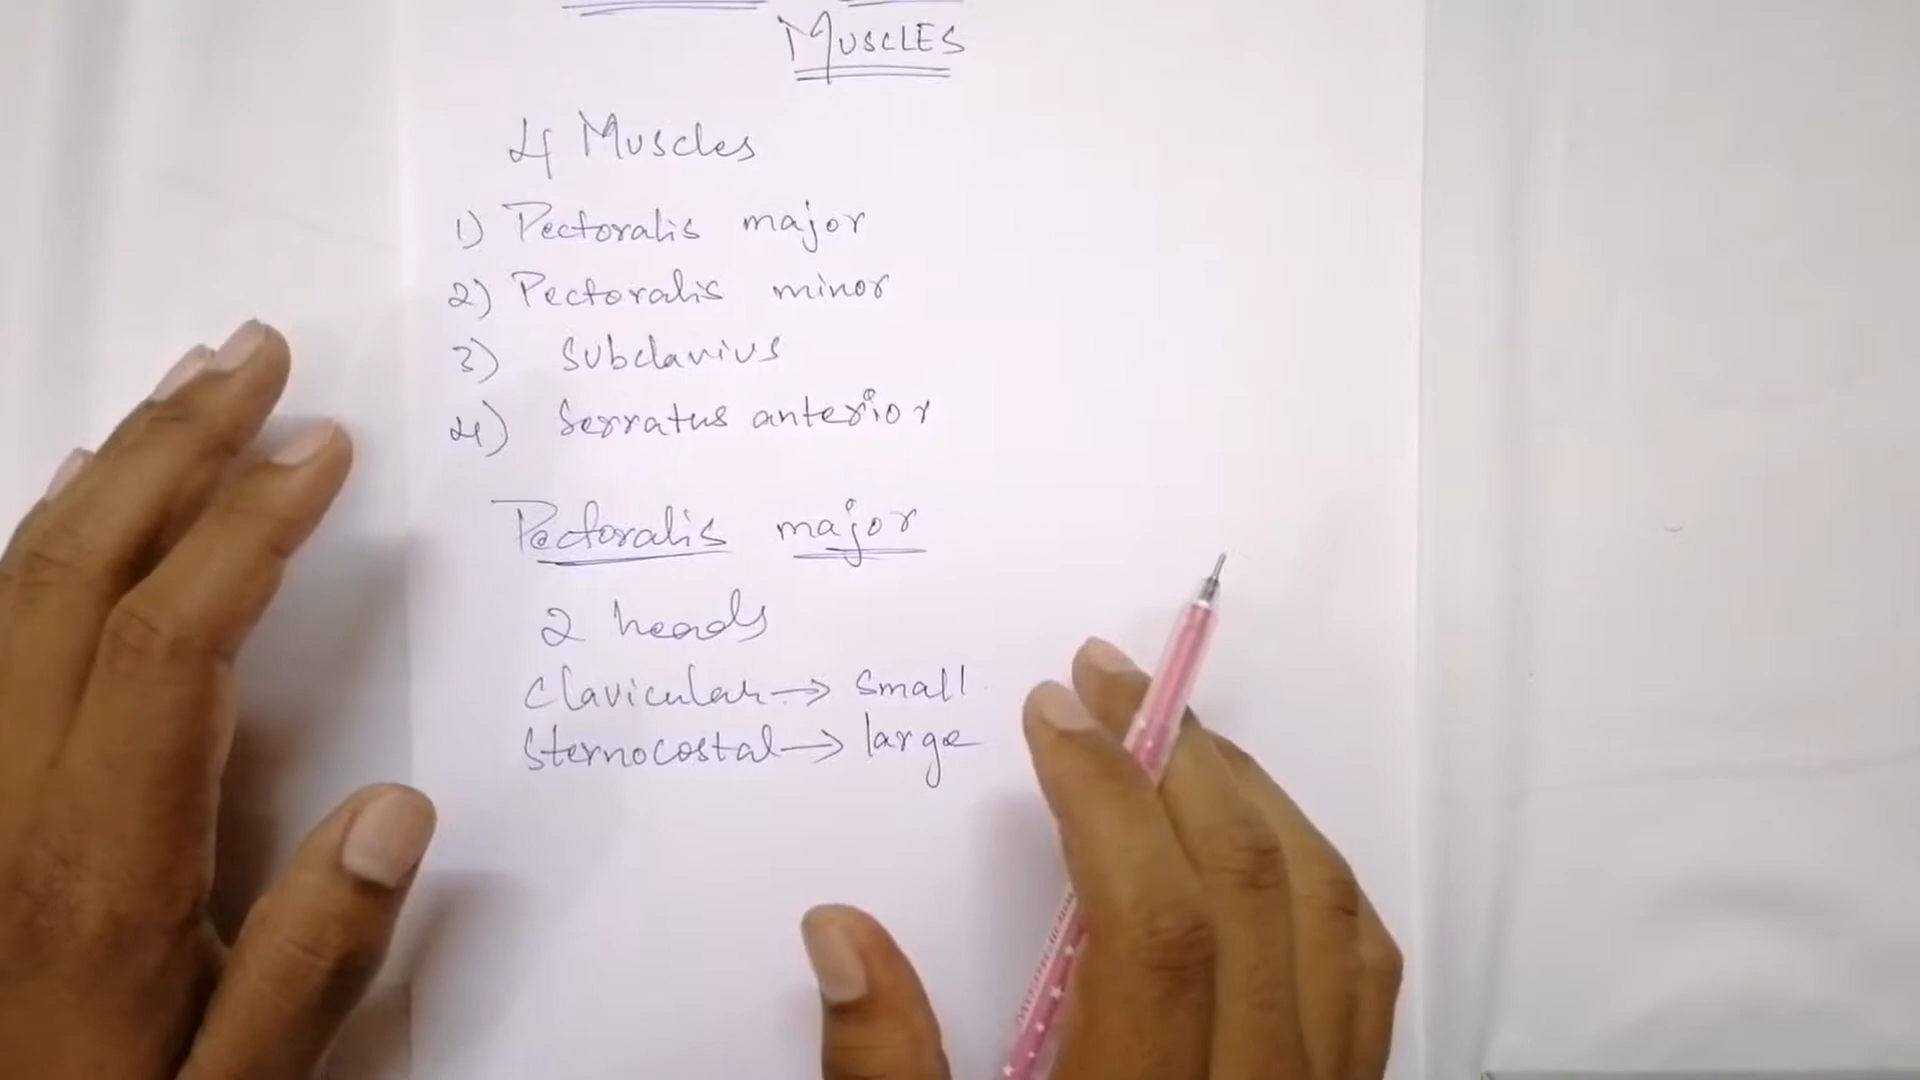 MUSCLES
4 Muscles
1) Pectoralis major
2) Pectoralis minor
3) Subclavius
4) Serratus anterior
Pectoralis major
2 heads
Clavicular → small
Sternocostal → large